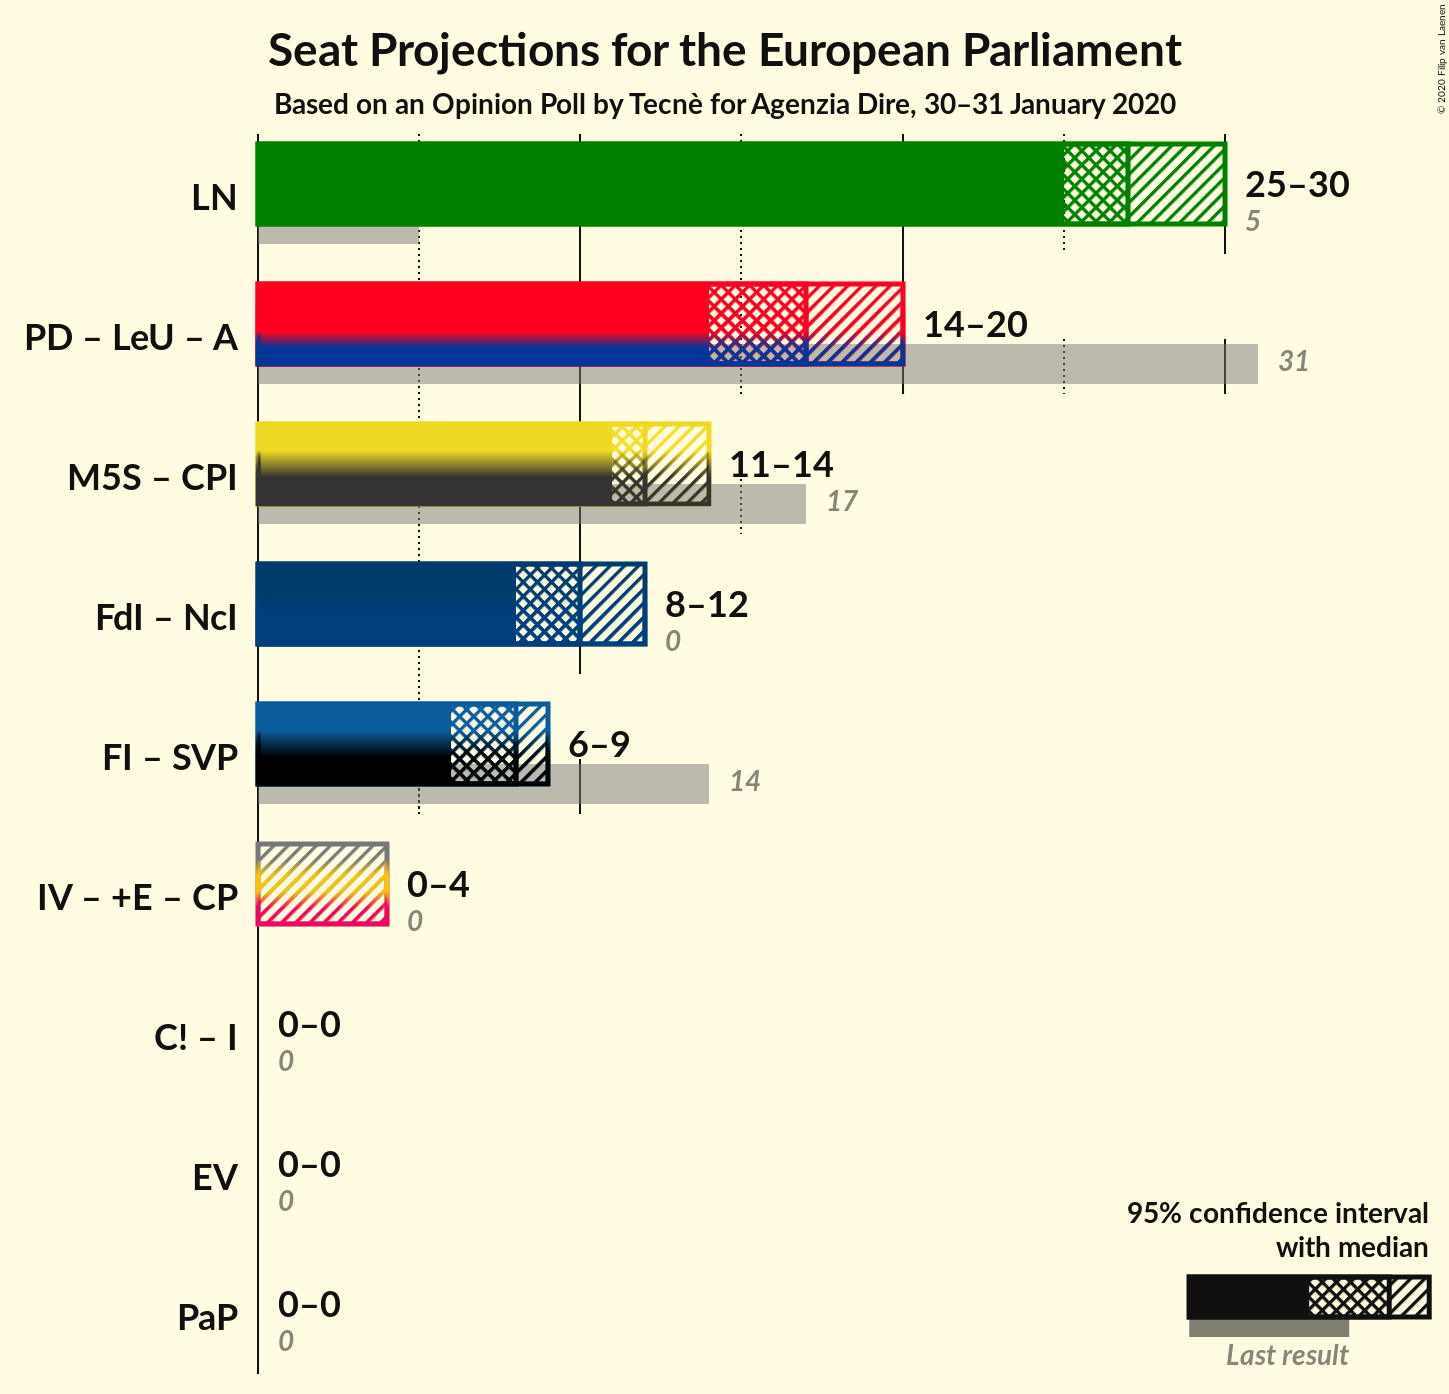 Seat Projections for the European Parliament
Based on an Opinion Poll by Tecnè for Agenzia Dire, 30–31 January 2020
© 2020 Filip van Laenen
LN
25–30
5
PD – LeU – A
14–20
31
M5S – CPI
11–14
17
FdI – NcI
8–12
0
FI – SVP
6–9
14
IV – +E – CP
0–4
0
C! – I
0–0
0
EV
0–0
0
PaP
0–0
0
95% confidence interval
with median
Last result